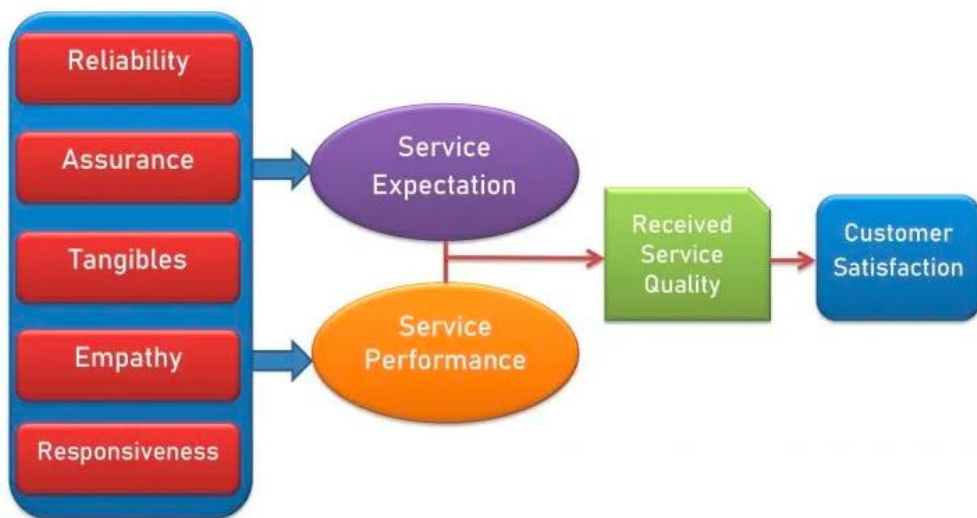 Reliability
Assurance
Tangibles
Empathy
Responsiveness
Service
Expectation
Service
Performance
Received
Service
Quality
Customer
Satisfaction